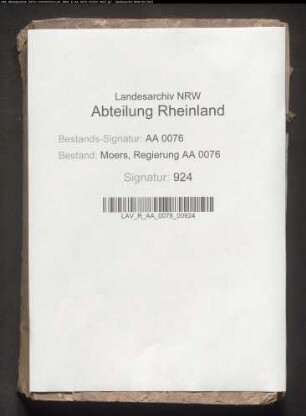 Landesarchiv NRW
Abteilung Rheinland
Bestands-Signatur: AA 0076
Bestand: Moers, Regierung AA 0076
Signatur: 924
LAV_R_AA_0076_00924